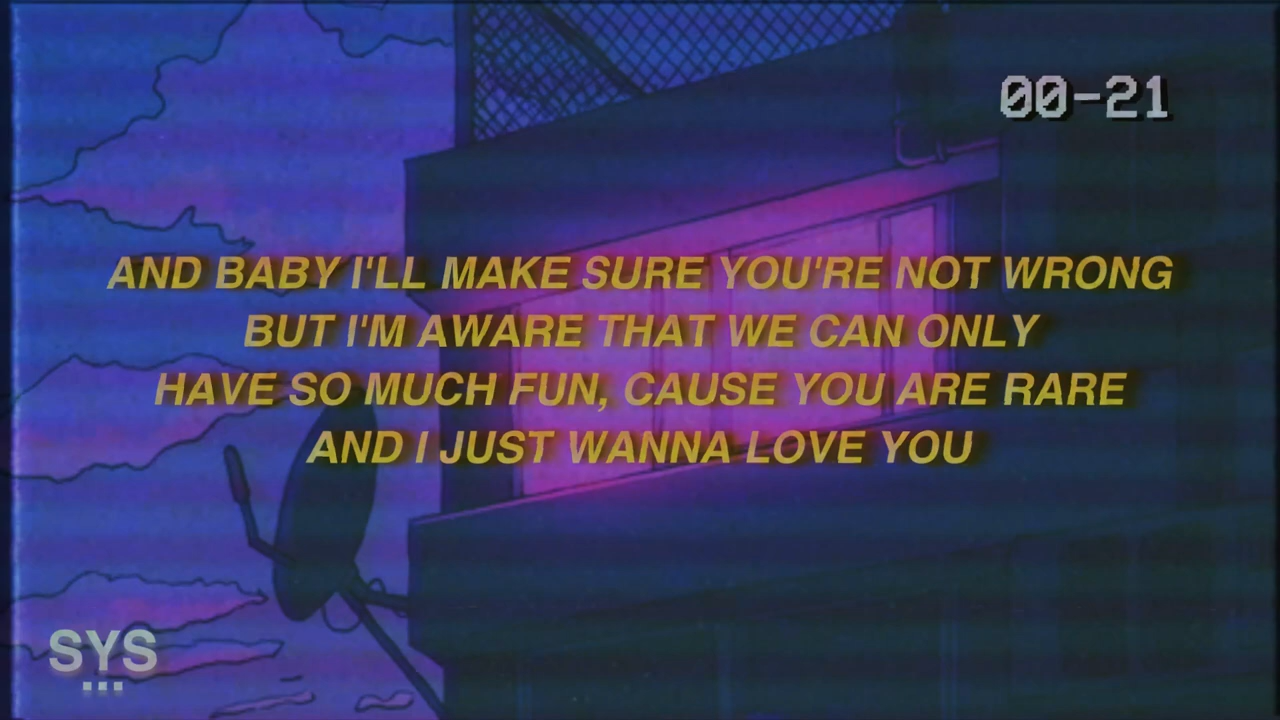 00-21
AND BABY I'LL MAKE SURE YOU'RE NOT WRONG
BUT I'M AWARE THAT WE CAN ONLY
HAVE SO MUCH FUN, CAUSE YOU ARE RARE
AND I JUST WANNA LOVE YOU
SYS